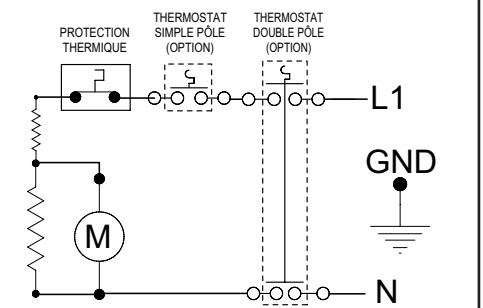 PROTECTION
THERMIQUE
THERMOSTAT
SIMPLE PÔLE
(OPTION)
THERMOSTAT
DOUBLE PÔLE
(OPTION)
L1
GND
M
N